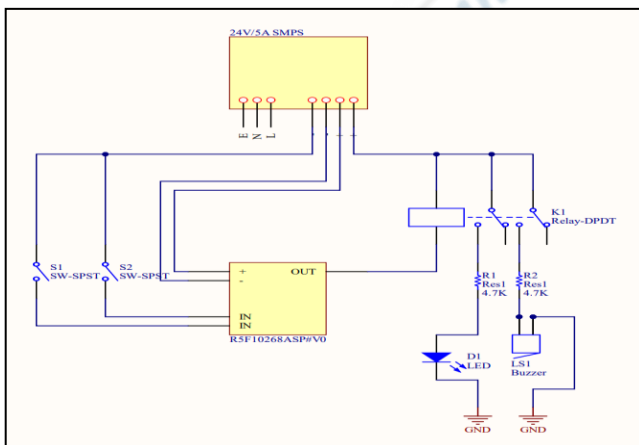 24V/5A SMPS
E
N
L
-
-
+
+
K1
Relay-DPDT
S1
SW-SPST
S2
SW-SPST
+
-
OUT
IN
IN
R5F10268ASP#V0
R1
Res1
4.7K
R2
Res1
4.7K
D1
LED
LS1
Buzzer
GND
GND